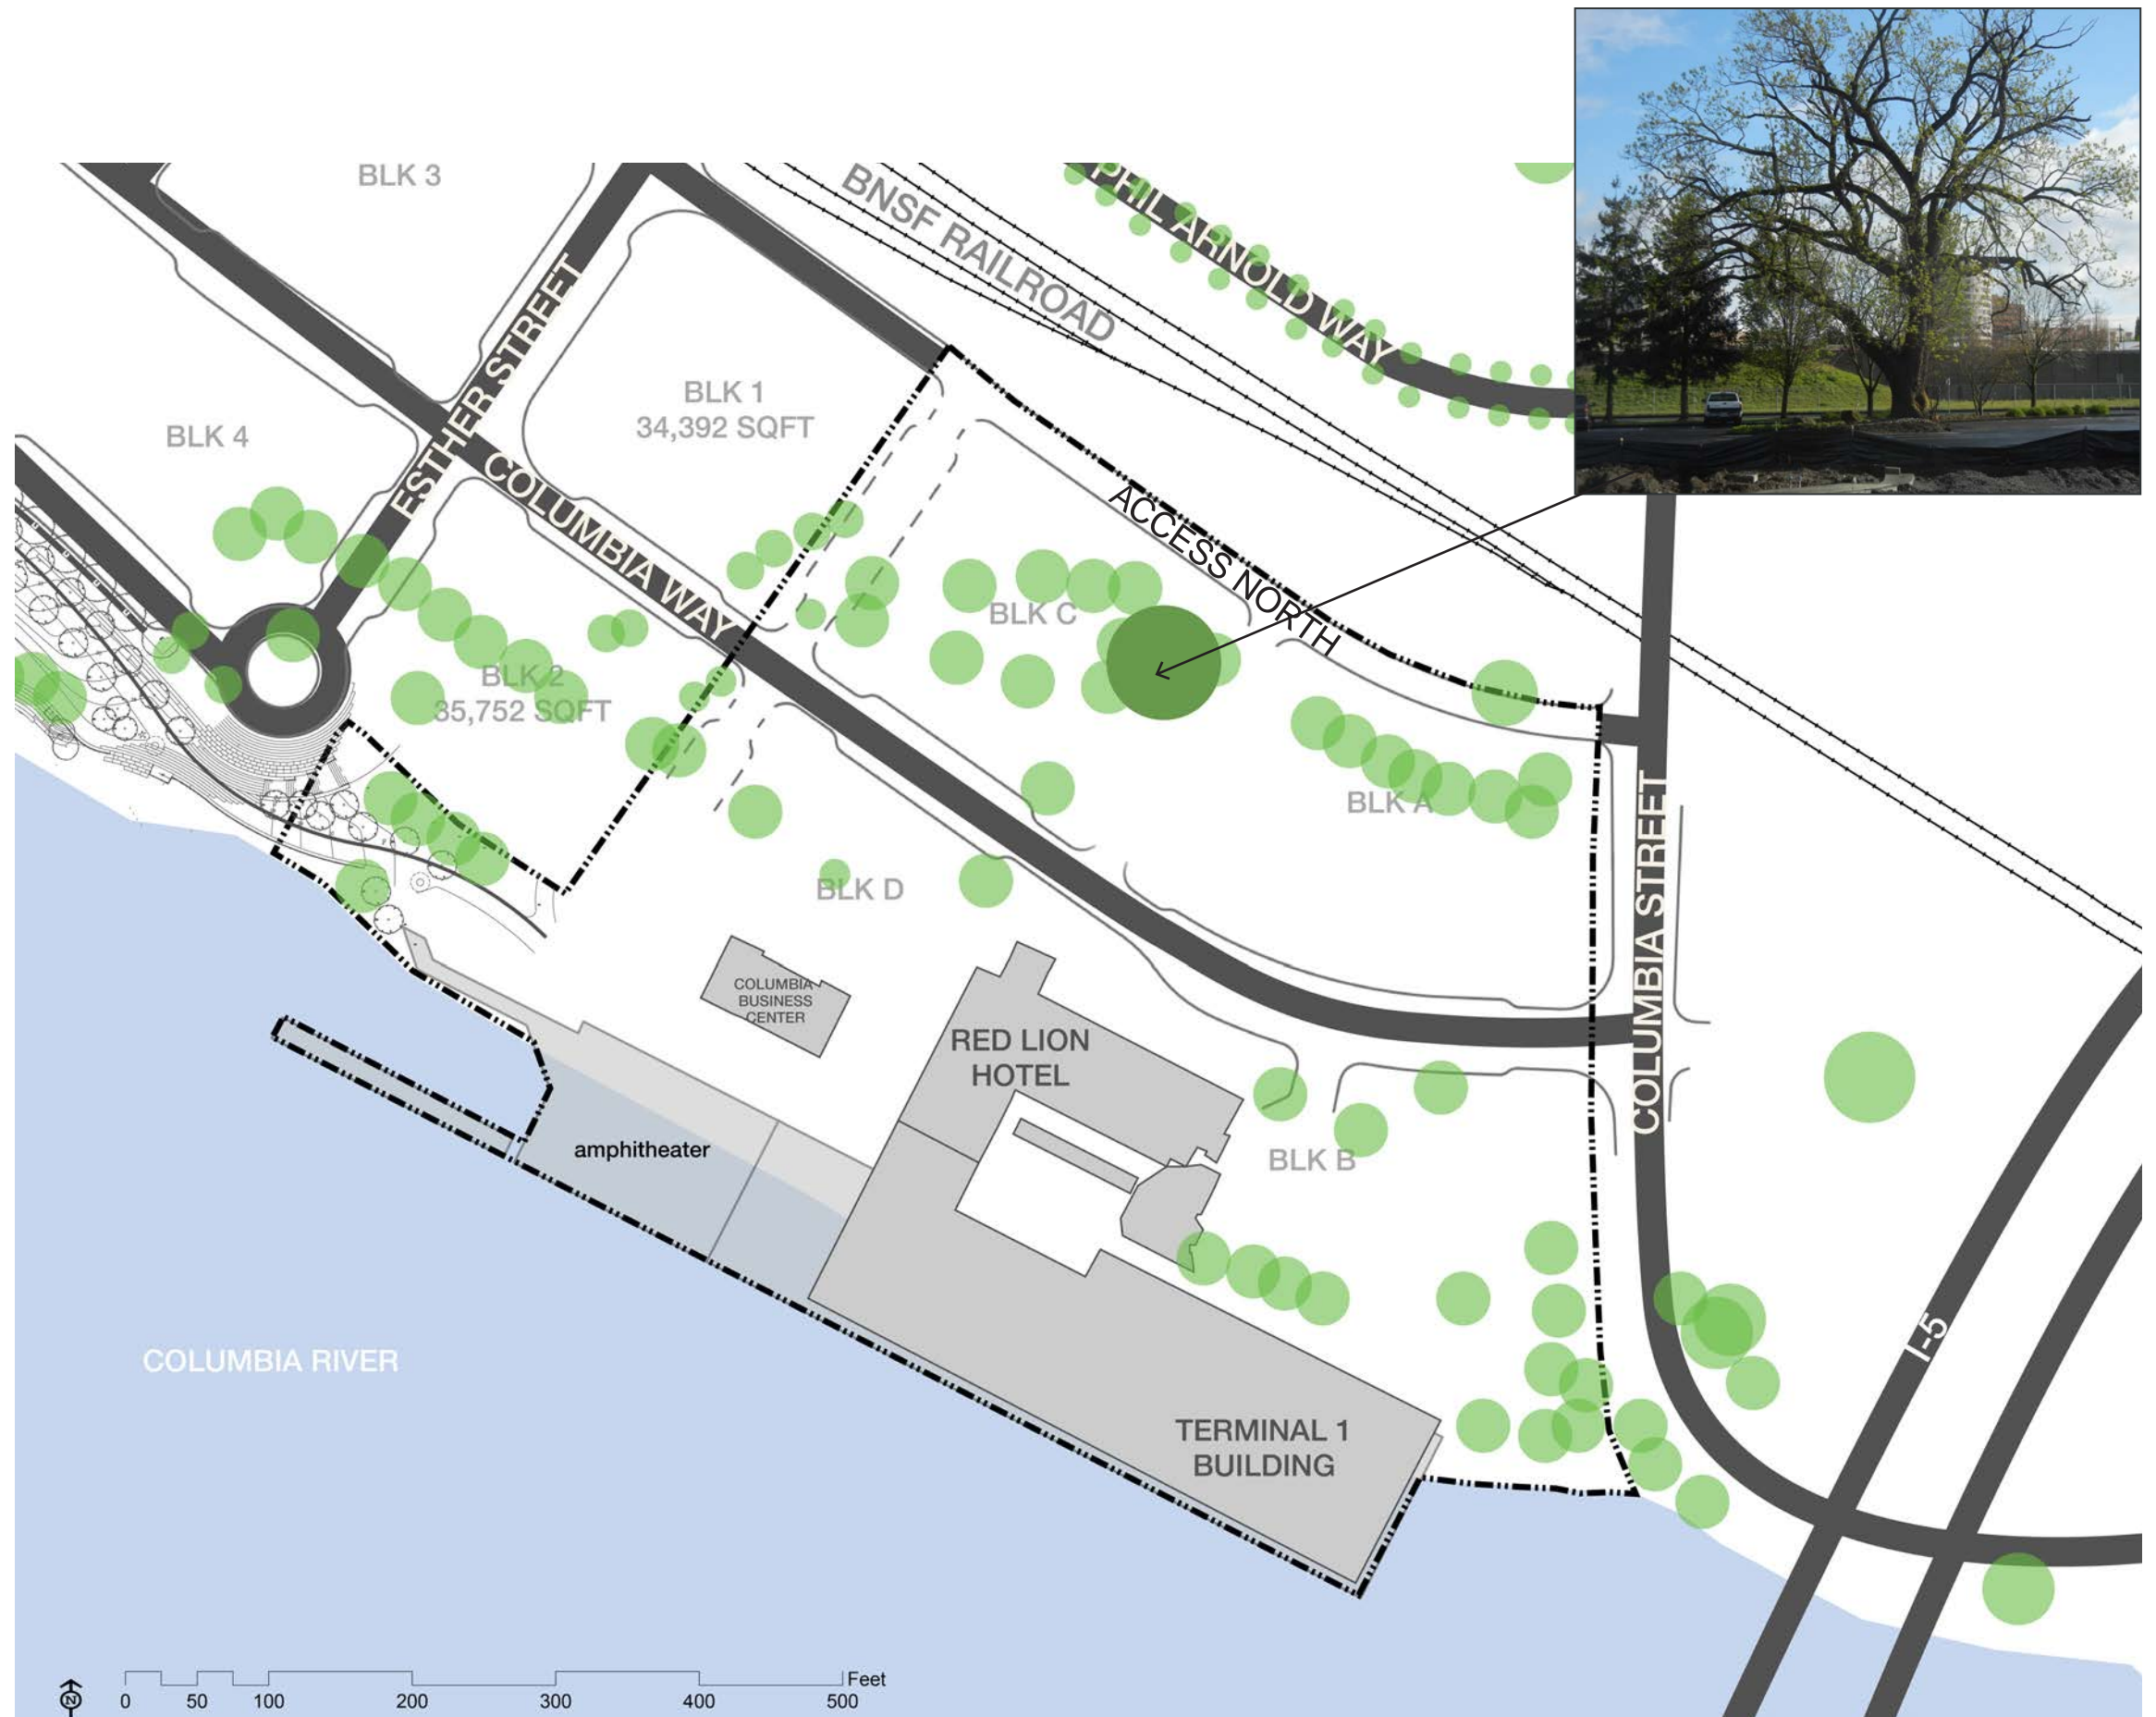 BLK 3
BNSF RAILROAD
PHIL ARNOLD WAY
ESTHER STREET
BLK 1
34,392 SQFT
BLK 4
COLUMBIA WAY
ACCESS NORTH
BLK C
BLK 2
35,752 SQFT
BLK A
BLK D
COLUMBIA STREET
COLUMBIA
BUSINESS
CENTER
RED LION
HOTEL
amphitheater
BLK B
COLUMBIA RIVER
I-5
TERMINAL 1
BUILDING
N
0 50 100 200 300 400 500 Feet